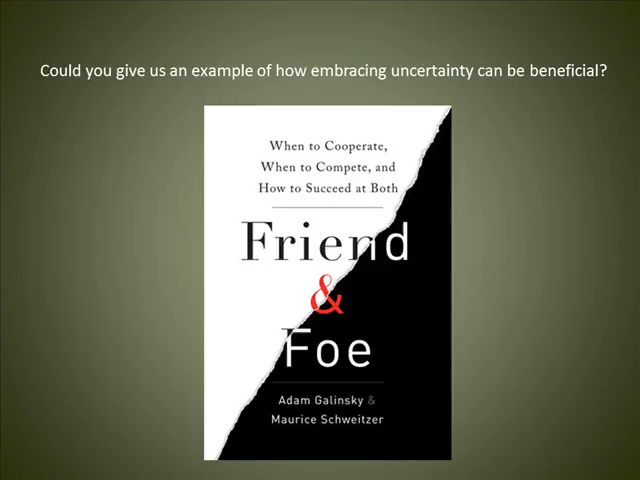 Could you give us an example of how embracing uncertainty can be beneficial?
When to Cooperate,
When to Compete, and
How to Succeed at Both
Friend
&
Foe
Adam Galinsky &
Maurice Schweitzer